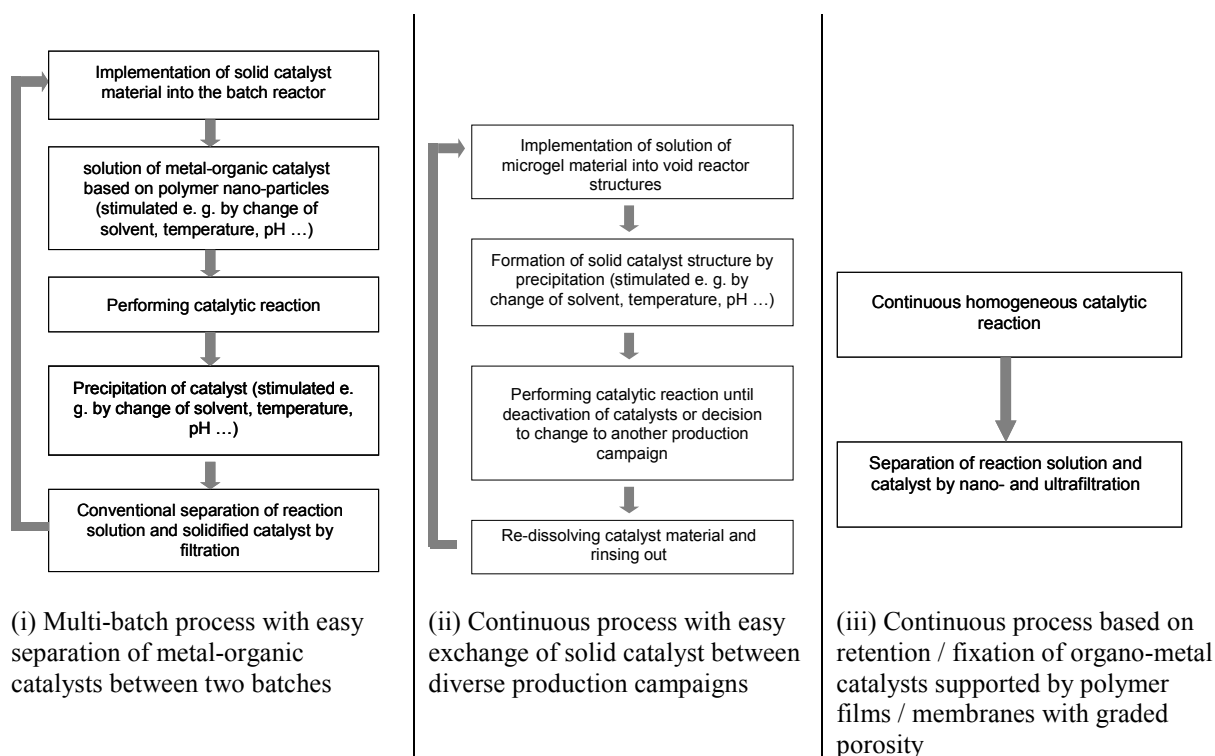 Implementation of solid catalyst
material into the batch reactor
solution of metal-organic catalyst
based on polymer nano-particles
(stimulated e. g. by change of
solvent, temperature, pH …)
Performing catalytic reaction
Precipitation of catalyst (stimulated e.
g. by change of solvent, temperature,
pH …)
Conventional separation of reaction
solution and solidified catalyst by
filtration
(i) Multi-batch process with easy
separation of metal-organic
catalysts between two batches
Implementation of solution of
microgel material into void reactor
structures
Formation of solid catalyst structure by
precipitation (stimulated e. g. by
change of solvent, temperature, pH …)
Performing catalytic reaction until
deactivation of catalysts or decision
to change to another production
campaign
Re-dissolving catalyst material and
rinsing out
(ii) Continuous process with easy
exchange of solid catalyst between
diverse production campaigns
Continuous homogeneous catalytic
reaction
Separation of reaction solution and
catalyst by nano- and ultrafiltration
(iii) Continuous process based on
retention / fixation of organo-metal
catalysts supported by polymer
films / membranes with graded
porosity